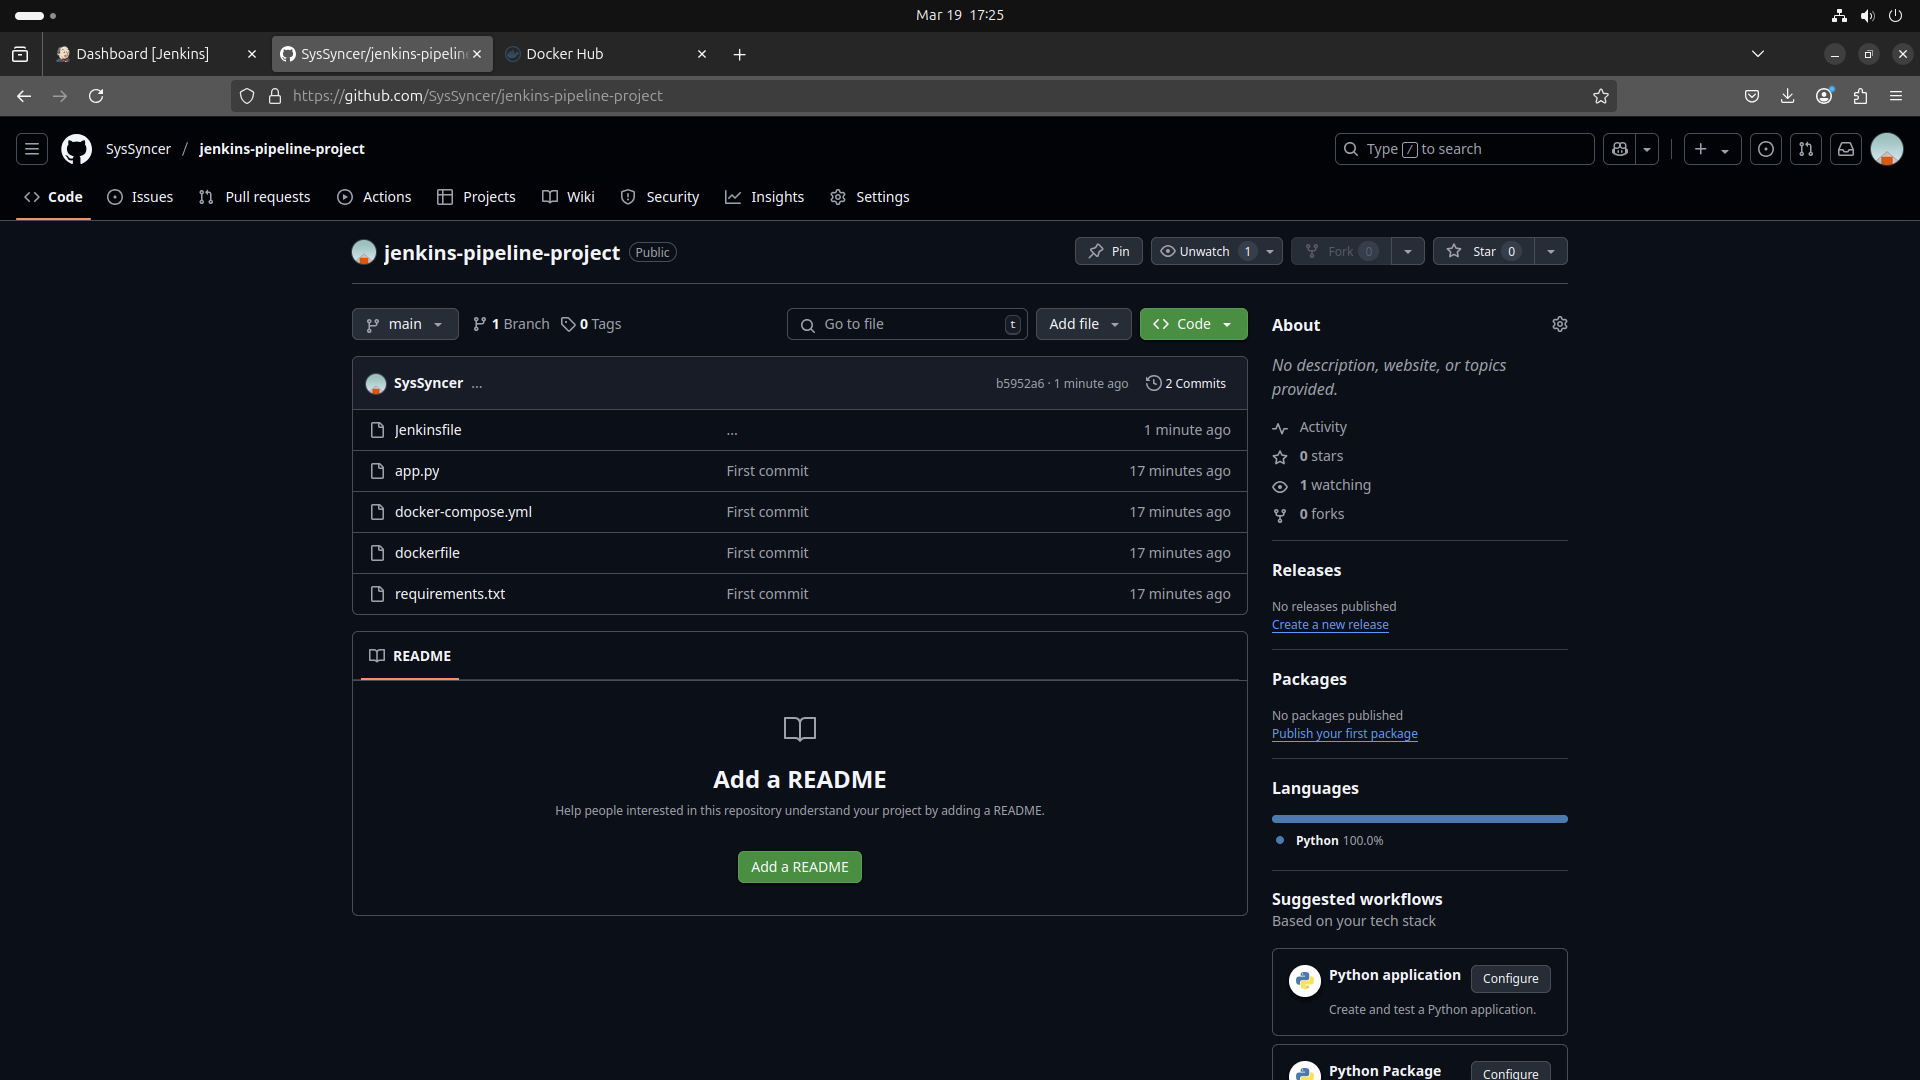 Mar 19 17:25
Dashboard [Jenkins]
SysSyncer/jenkins-pipelin
Docker Hub
https://github.com/SysSyncer/jenkins-pipeline-project
SysSyncer / jenkins-pipeline-project
Type / to search
Code
Issues
Pull requests
Actions
Projects
Wiki
Security
Insights
Settings
jenkins-pipeline-project Public
Pin
Unwatch 1
Fork 0
Star 0
main
1 Branch
0 Tags
Go to file t
Add file
Code
SysSyncer ...
b5952a6 · 1 minute ago
2 Commits
Jenkinsfile ... 1 minute ago
app.py First commit 17 minutes ago
docker-compose.yml First commit 17 minutes ago
dockerfile First commit 17 minutes ago
requirements.txt First commit 17 minutes ago
README
Add a README
Help people interested in this repository understand your project by adding a README.
Add a README
About
No description, website, or topics
provided.
Activity
0 stars
1 watching
0 forks
Releases
No releases published
Create a new release
Packages
No packages published
Publish your first package
Languages
Python 100.0%
Suggested workflows
Based on your tech stack
Python application
Configure
Create and test a Python application.
Python Package
Configure